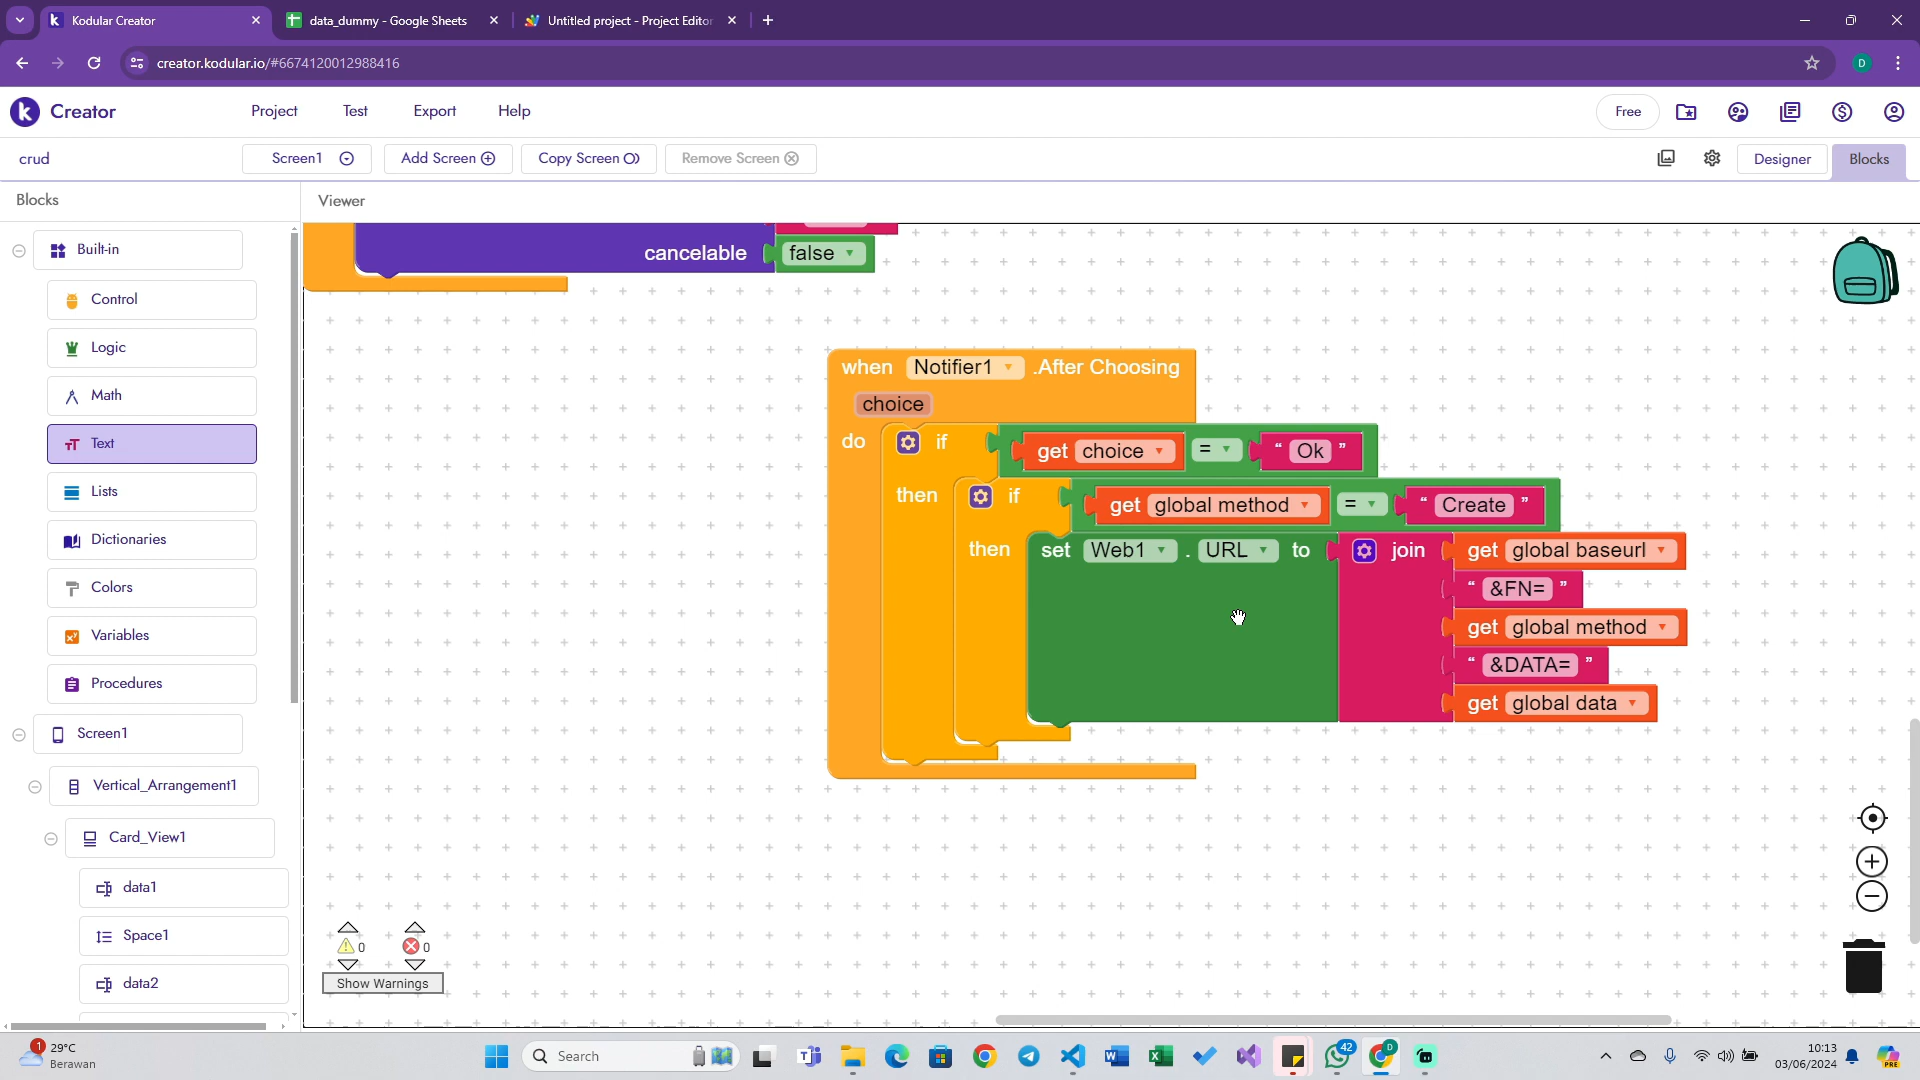 Kodular Creator
data_dummy - Google Sheets
Untitled project - Project Editor
creator.kodular.io/#6674120012988416
D
k Creator
Project
Test
Export
Help
Free
crud
Screen1
Add Screen
Copy Screen
Remove Screen
Designer
Blocks
Blocks
Viewer
Built-in
Control
Logic
Math
Text
Lists
Dictionaries
Colors
Variables
Procedures
Screen1
Vertical_Arrangement1
Card_View1
data1
Space1
data2
cancelable false
when Notifier1 .After Choosing
choice
do if get choice = “ Ok ”
then if get global method = “ Create ”
then set Web1 . URL to join get global baseurl
“ &FN= ”
get global method
“ &DATA= ”
get global data
0 0
Show Warnings
1
29°C
Berawan
Search
42
D
10:13
03/06/2024
PRE